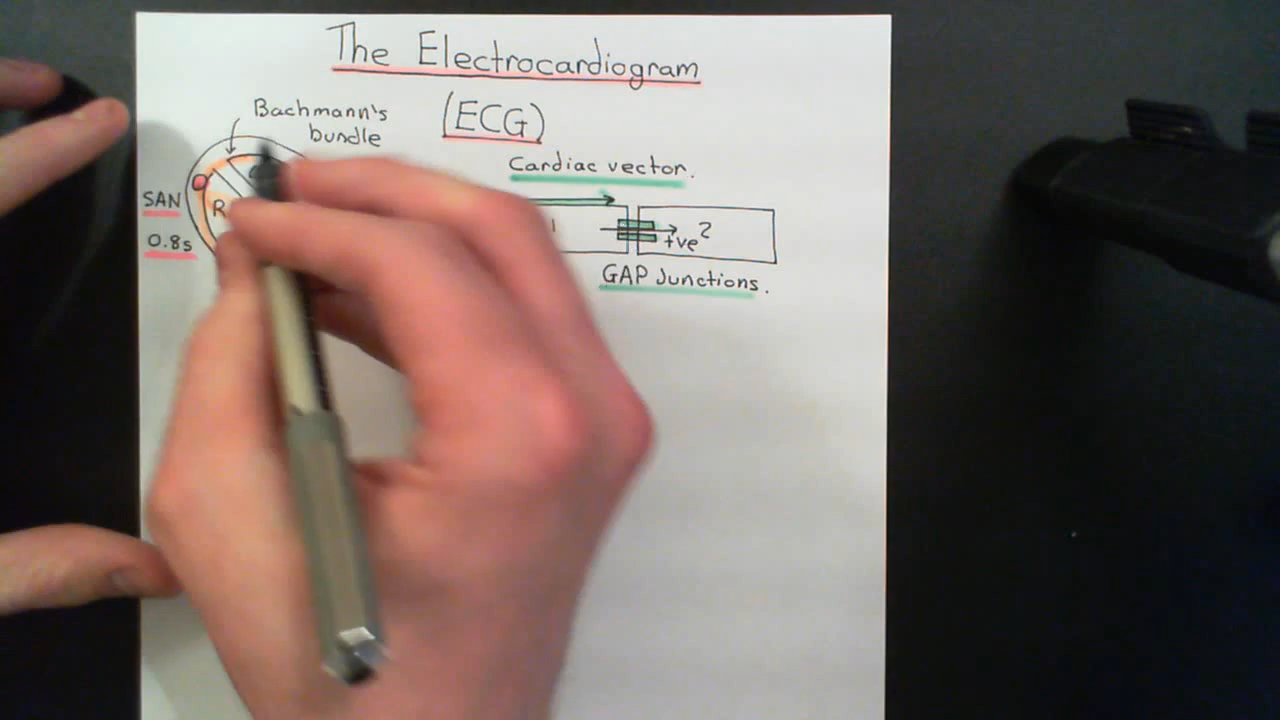 The Electrocardiogram
(ECG)
Bachmann's
bundle
Cardiac vector.
SAN
0.8s
R
1
+ve 2
GAP Junctions.